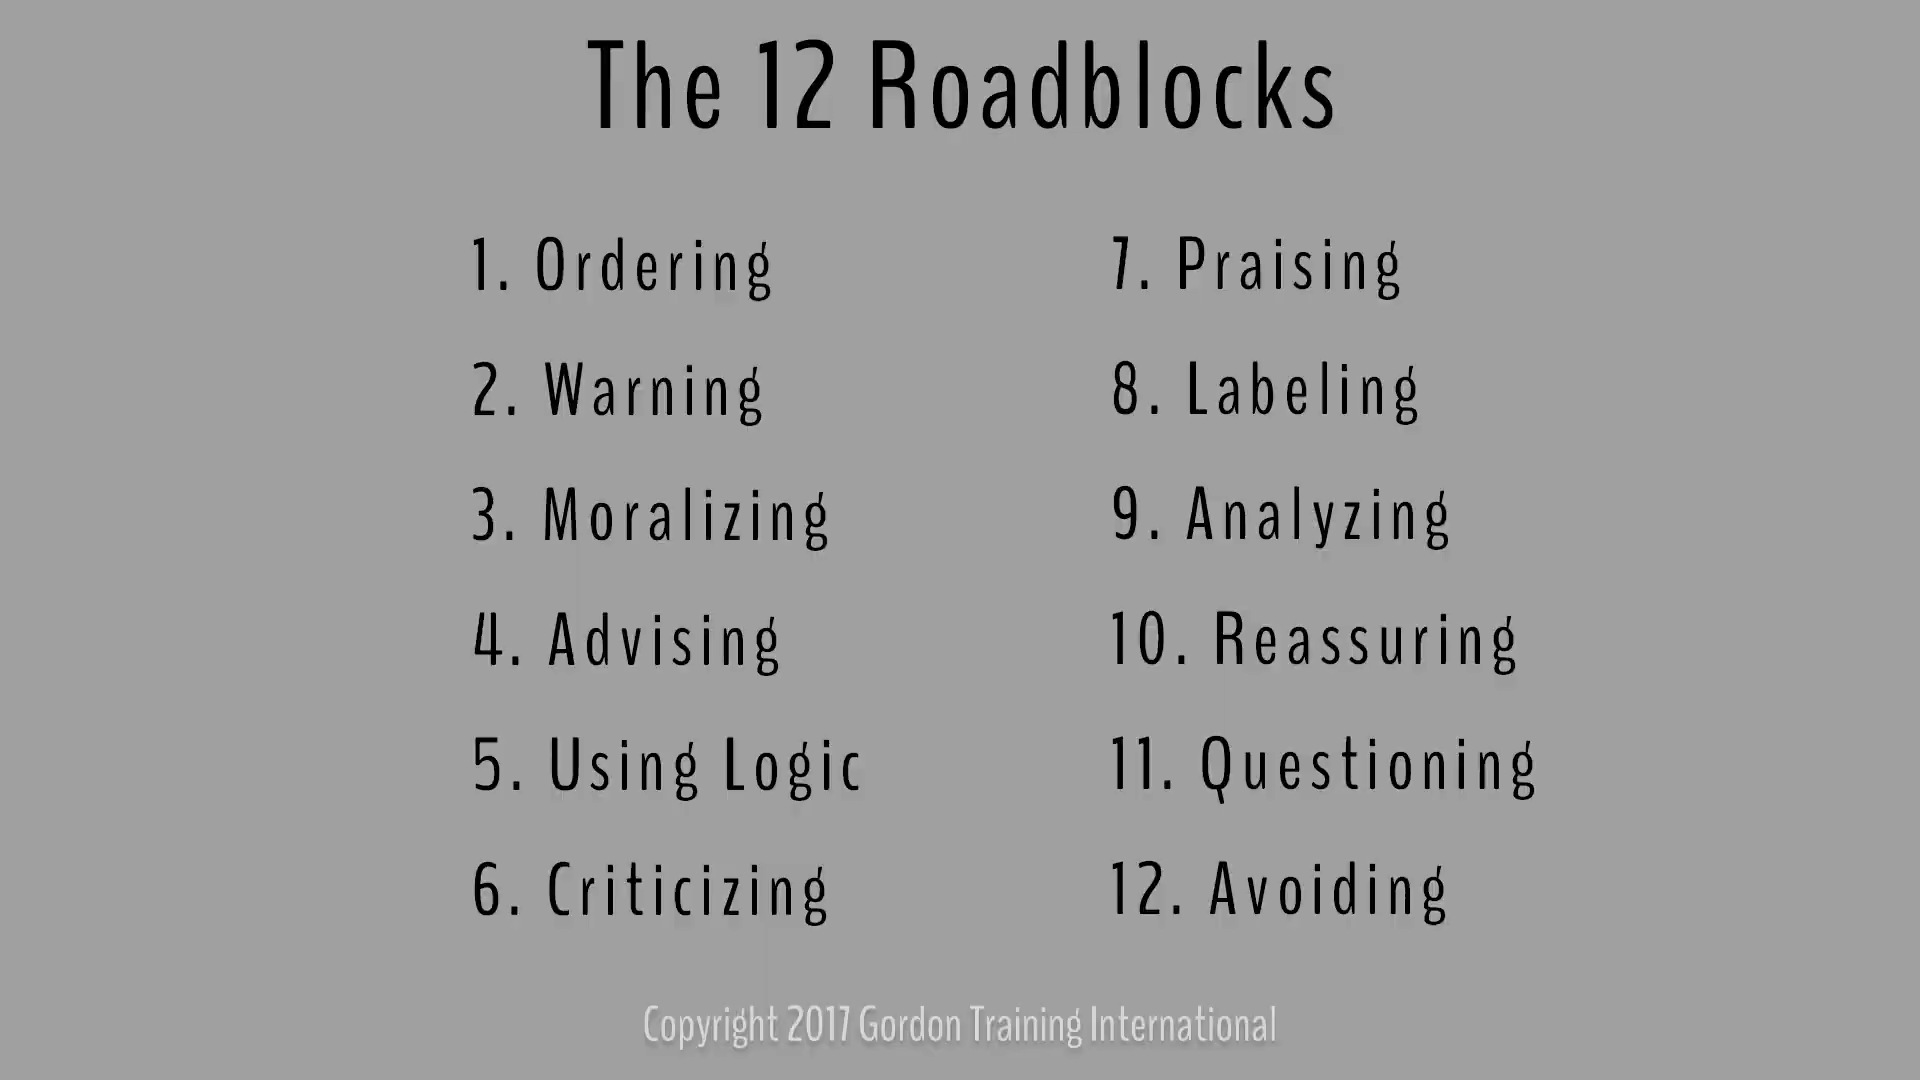 The 12 Roadblocks
1. Ordering
2. Warning
3. Moralizing
4. Advising
5. Using Logic
6. Criticizing
7. Praising
8. Labeling
9. Analyzing
10. Reassuring
11. Questioning
12. Avoiding
Copyright 2017 Gordon Training International